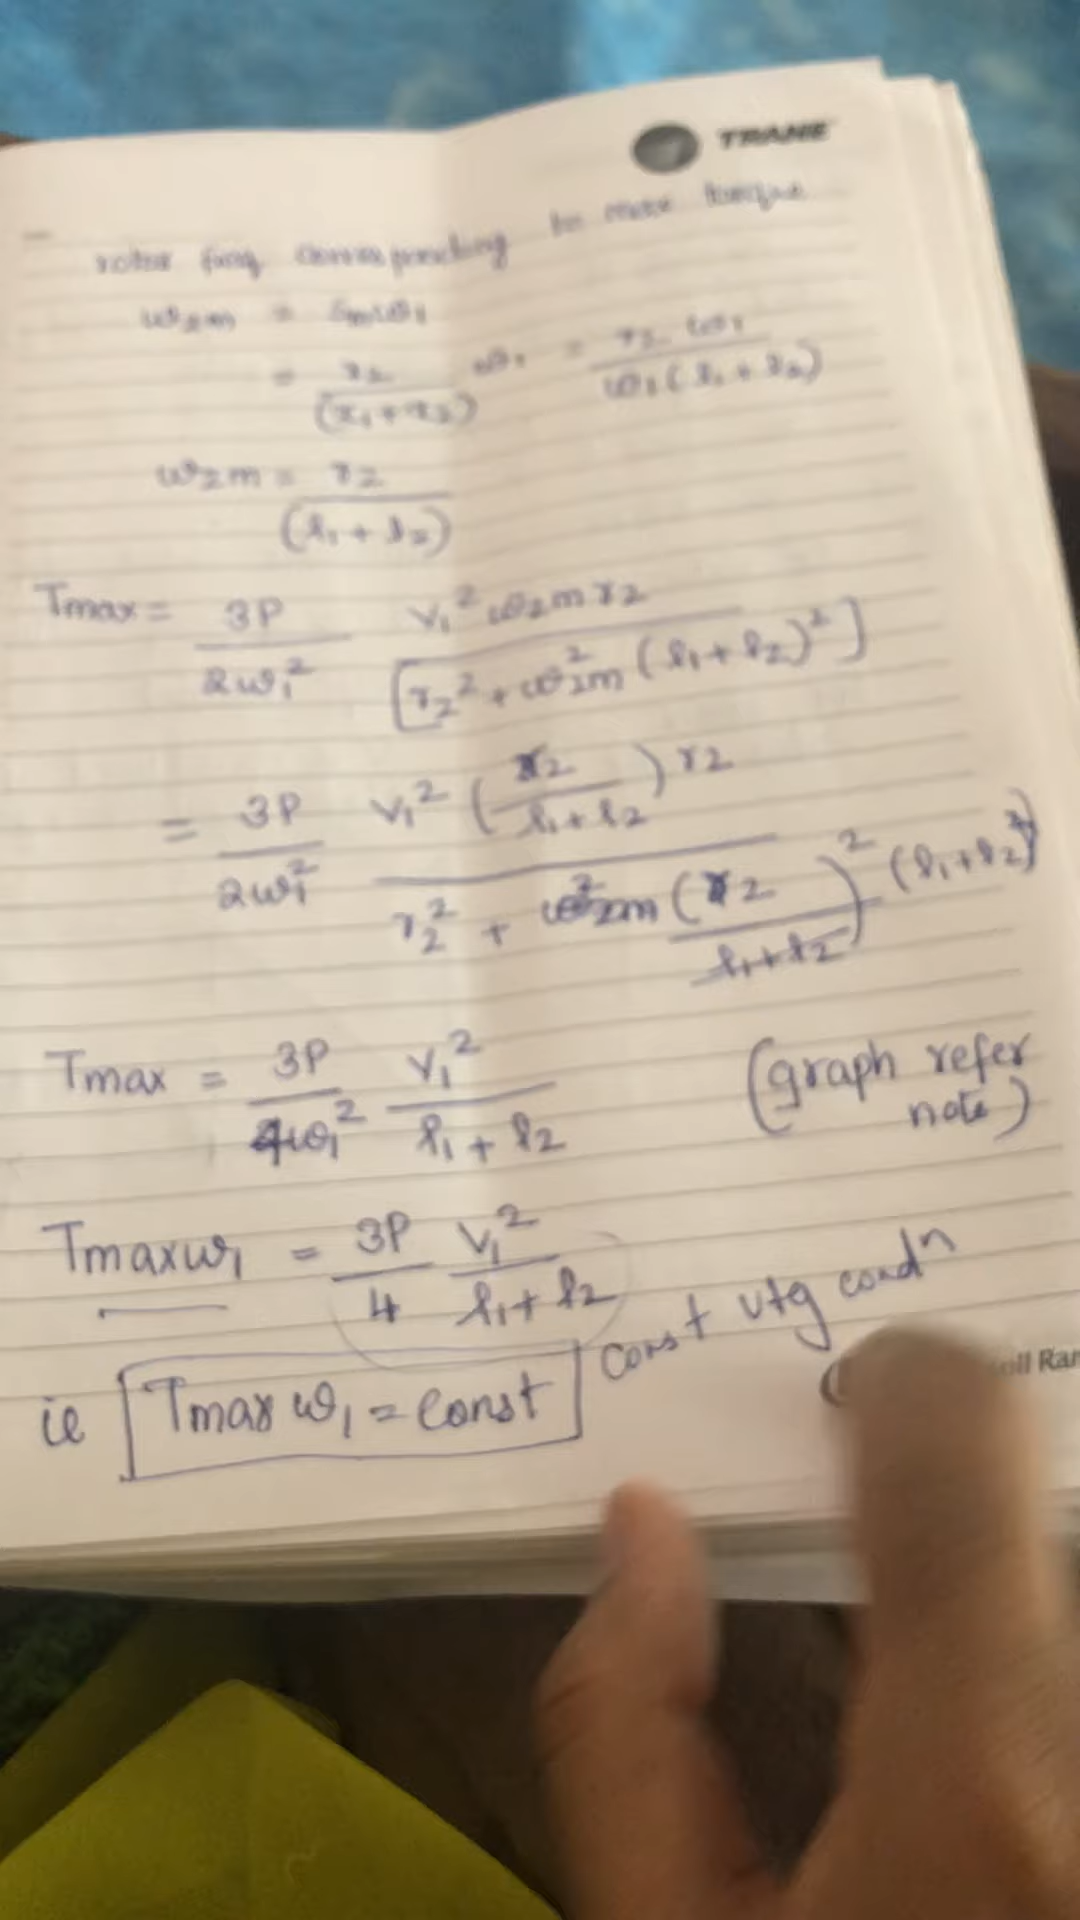 TRANE
rotor freq corresponding to max torque
ω2m = Smω1
= r2/(x1+x2) ω1 = r2 ω1/ω1(l1+l2)
ω2m = r2/(l1+l2)
Tmax = 3P/2ω1² V1² ω2m r2/[r2² + ω2m² (l1+l2)²]
= 3P/2ω1² V1² (r2/l1+l2) r2/r2² + (r2/l1+l2)² (l1+l2)²
Tmax = 3P/4ω1² V1²/l1+l2 (graph refer note)
Tmaxω1 = 3P/4 V1²/l1+l2
ie Tmax ω1 = const const vtg condⁿ